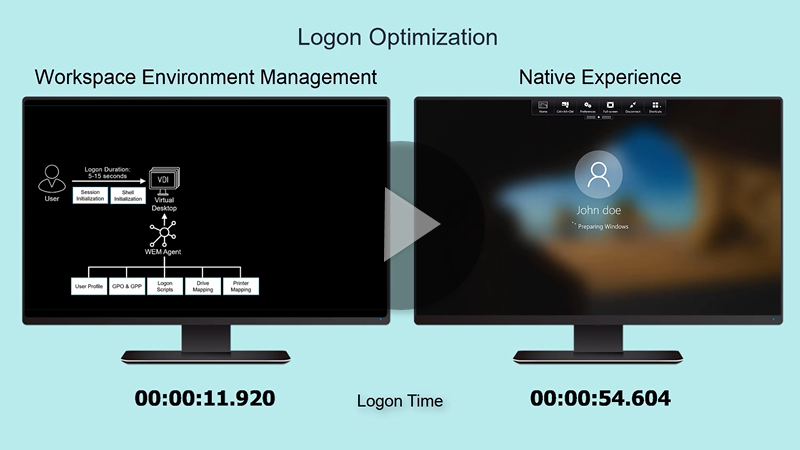 Logon Optimization
Workspace Environment Management
Native Experience
Logon Duration:
5-15 seconds
User
Session
Initialization
Shell
Initialization
VDI
Virtual
Desktop
WEM Agent
User Profile
GPO & GPP
Logon
Scripts
Drive
Mapping
Printer
Mapping
Home
Ctrl+Alt+Del
Preferences
Full-screen
Disconnect
Shortcuts
John doe
Preparing Windows
00:00:11.920
Logon Time
00:00:54.604